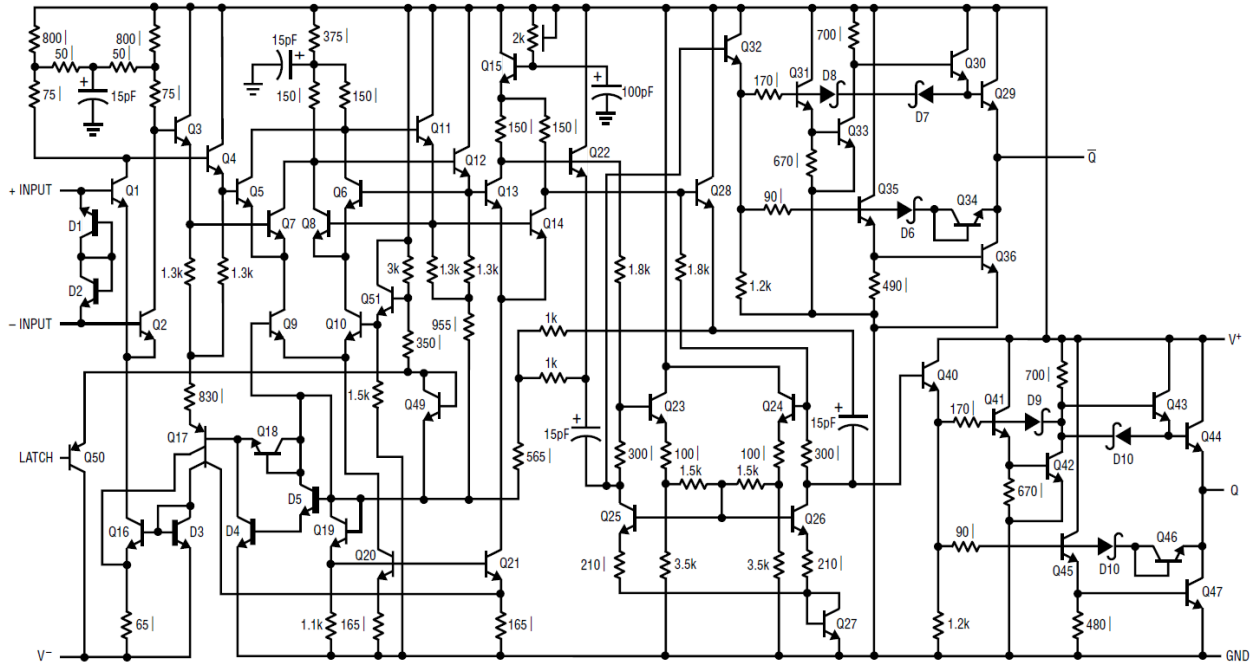 800|
50|
800|
50|
75|
15pF
75|
375|
15pF
+
150|
150|
2k
Q15
+
100pF
150|
150|
Q32
170|
Q31
D8
700|
Q30
Q29
D7
Q33
670|
Q3
Q4
Q11
Q12
Q22
Q28
Q̅
+ INPUT
Q1
D1
D2
– INPUT
Q2
Q5
Q7
Q6
Q8
Q13
Q14
90|
Q35
Q34
D6
Q36
490|
1.2k
1.3k
1.3k
Q9
Q10
3k
Q51
1.3k
1.3k
350|
955|
1.8k
1.8k
1k
1k
V+
830|
Q17
Q18
1.5k
Q49
565|
15pF
+
Q23
Q24
300|
100|
100|
300|
+
15pF
1.5k
1.5k
Q40
170|
Q41
D9
700|
Q43
Q44
D10
Q42
670|
LATCH
Q50
Q16
D3
D4
D5
Q19
Q20
Q21
Q25
Q26
Q
90|
Q45
D10
Q46
Q47
210|
3.5k
3.5k
210|
Q27
65|
1.1k
165|
165|
1.2k
480|
V–
GND